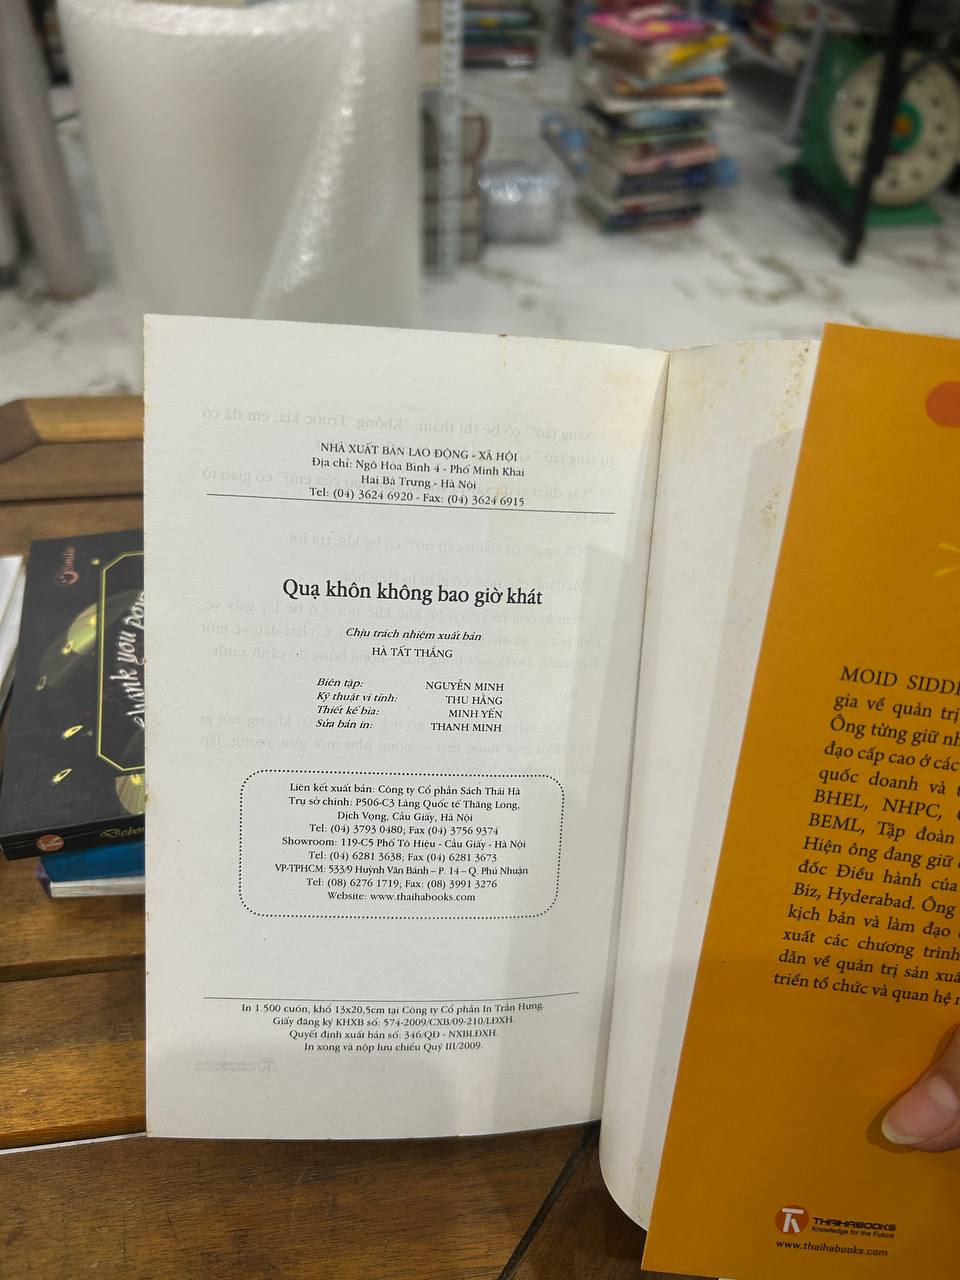 NHÀ XUẤT BẢN LAO ĐỘNG - XÃ HỘI
Địa chỉ: Ngõ Hòa Bình 4 - Phố Minh Khai
Hai Bà Trưng - Hà Nội
Tel: (04) 3624 6920 - Fax: (04) 3624 6915
Quạ khôn không bao giờ khát
Chịu trách nhiệm xuất bản
HÀ TẤT THẮNG
Biên tập: NGUYỄN MINH
Kỹ thuật vi tính: THU HẰNG
Thiết kế bìa: MINH YẾN
Sửa bản in: THANH MINH
Liên kết xuất bản: Công ty Cổ phần Sách Thái Hà
Trụ sở chính: P506-C3 Làng Quốc tế Thăng Long,
Dịch Vọng, Cầu Giấy, Hà Nội
Tel: (04) 3793 0480; Fax (04) 3756 9374
Showroom: 119-C5 Phố Tô Hiệu - Cầu Giấy - Hà Nội
Tel: (04) 6281 3638; Fax (04) 6281 3673
VP-TPHCM: 533/9 Huỳnh Văn Bánh – P. 14 – Q. Phú Nhuận
Tel: (08) 6276 1719; Fax: (08) 3991 3276
Website: www.thaihabooks.com
In 1.500 cuốn, khổ 13x20,5cm tại Công ty Cổ phần In Trần Hưng.
Giấy đăng ký KHXB số: 574-2009/CXB/09-210/LĐXH.
Quyết định xuất bản số: 346/QĐ - NXBLĐXH.
In xong và nộp lưu chiểu Quý III/2009.
MOID SIDD
gia về quản trị
Ông từng giữ nh
đạo cấp cao ở các
quốc doanh và t
BHEL, NHPC,
BEML, Tập đoàn
Hiện ông đang giữ
đốc Điều hành của
Biz, Hyderabad. Ông
kịch bản và làm đạo
xuất các chương trình
dẫn về quản trị sản xuấ
triển tổ chức và quan hệ
THAIHABOOKS
Knowledge for the Future
www.thaihabooks.com
Smile
thank you pow
Debor